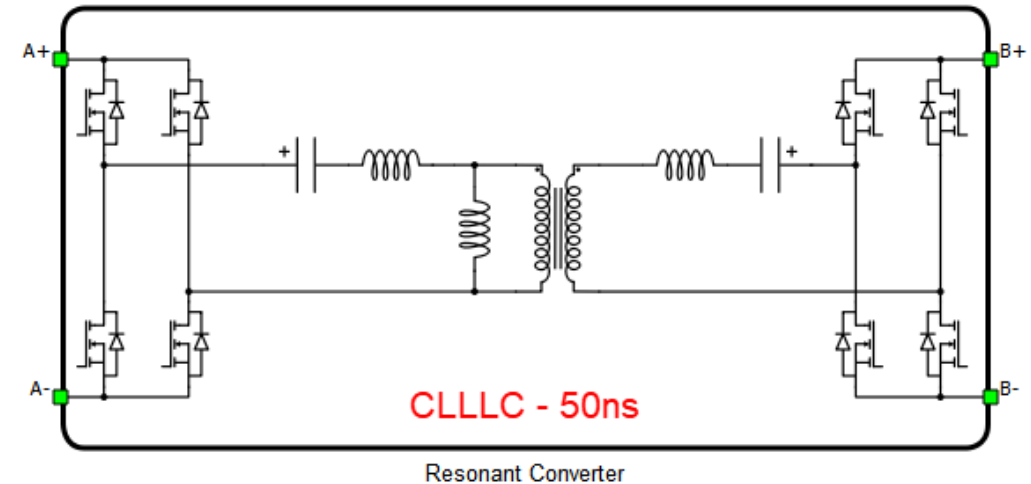 A+
B+
+
+
A-
B-
CLLLC - 50ns
Resonant Converter